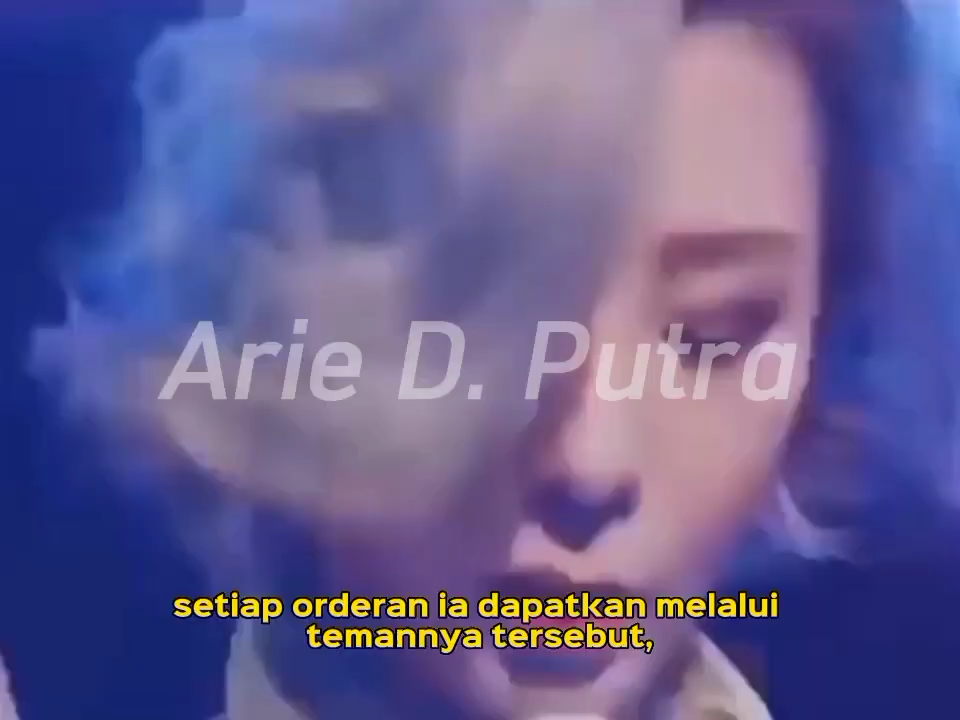 Arie D. Putra
setiap orderan ia dapatkan melalui
temannya tersebut,